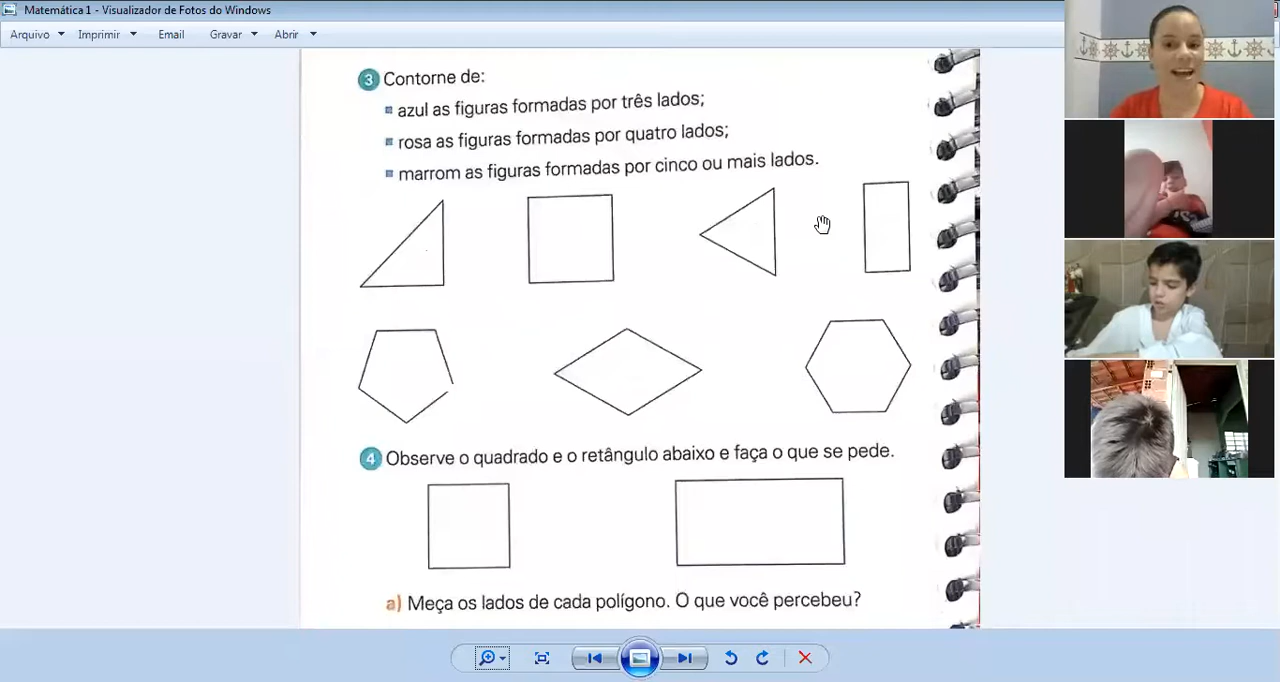 Matemática 1 - Visualizador de Fotos do Windows
Arquivo Imprimir Email Gravar Abrir
3 Contorne de:
azul as figuras formadas por três lados;
rosa as figuras formadas por quatro lados;
marrom as figuras formadas por cinco ou mais lados.
4 Observe o quadrado e o retângulo abaixo e faça o que se pede.
a) Meça os lados de cada polígono. O que você percebeu?